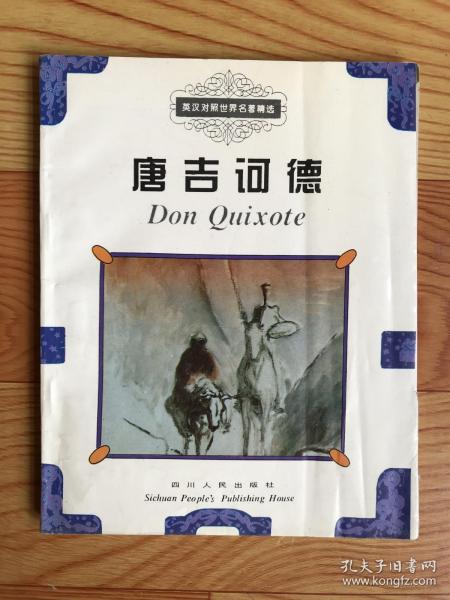 英汉对照世界名著精选
唐吉诃德
Don Quixote
四川人民出版社
Sichuan People's Publishing House
孔夫子旧书网
www.kongfz.com